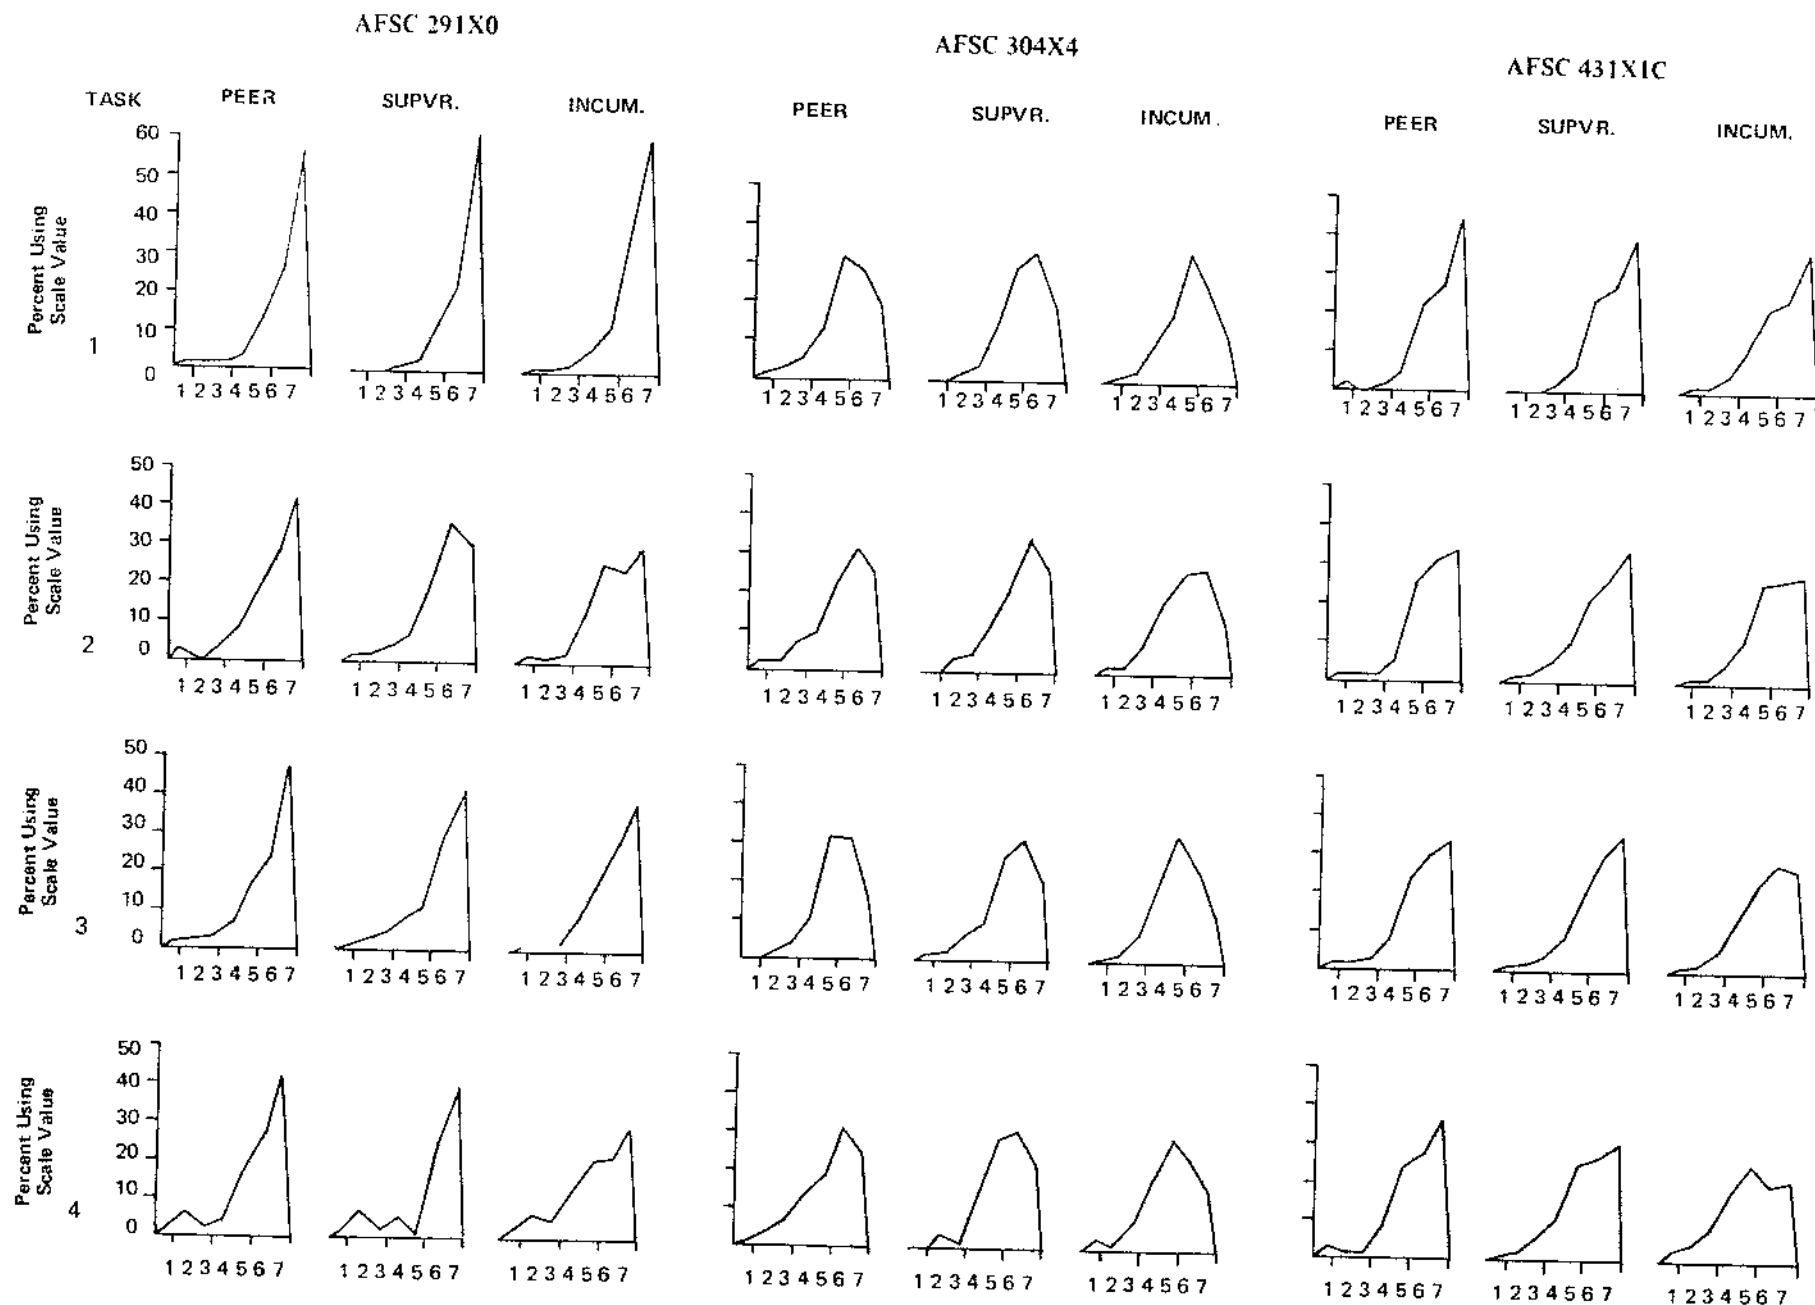 AFSC 291X0
AFSC 304X4
AFSC 431X1C
TASK PEER SUPVR. INCUM. PEER SUPVR. INCUM. PEER SUPVR. INCUM.
Percent Using
Scale Value
1
60
50
40
30
20
10
0
1 2 3 4 5 6 7 1 2 3 4 5 6 7 1 2 3 4 5 6 7 1 2 3 4 5 6 7 1 2 3 4 5 6 7 1 2 3 4 5 6 7 1 2 3 4 5 6 7 1 2 3 4 5 6 7 1 2 3 4 5 6 7
Percent Using
Scale Value
2
50
40
30
20
10
0
1 2 3 4 5 6 7 1 2 3 4 5 6 7 1 2 3 4 5 6 7 1 2 3 4 5 6 7 1 2 3 4 5 6 7 1 2 3 4 5 6 7 1 2 3 4 5 6 7 1 2 3 4 5 6 7 1 2 3 4 5 6 7
Percent Using
Scale Value
3
50
40
30
20
10
0
1 2 3 4 5 6 7 1 2 3 4 5 6 7 1 2 3 4 5 6 7 1 2 3 4 5 6 7 1 2 3 4 5 6 7 1 2 3 4 5 6 7 1 2 3 4 5 6 7 1 2 3 4 5 6 7 1 2 3 4 5 6 7
Percent Using
Scale Value
4
50
40
30
20
10
0
1 2 3 4 5 6 7 1 2 3 4 5 6 7 1 2 3 4 5 6 7 1 2 3 4 5 6 7 1 2 3 4 5 6 7 1 2 3 4 5 6 7 1 2 3 4 5 6 7 1 2 3 4 5 6 7 1 2 3 4 5 6 7